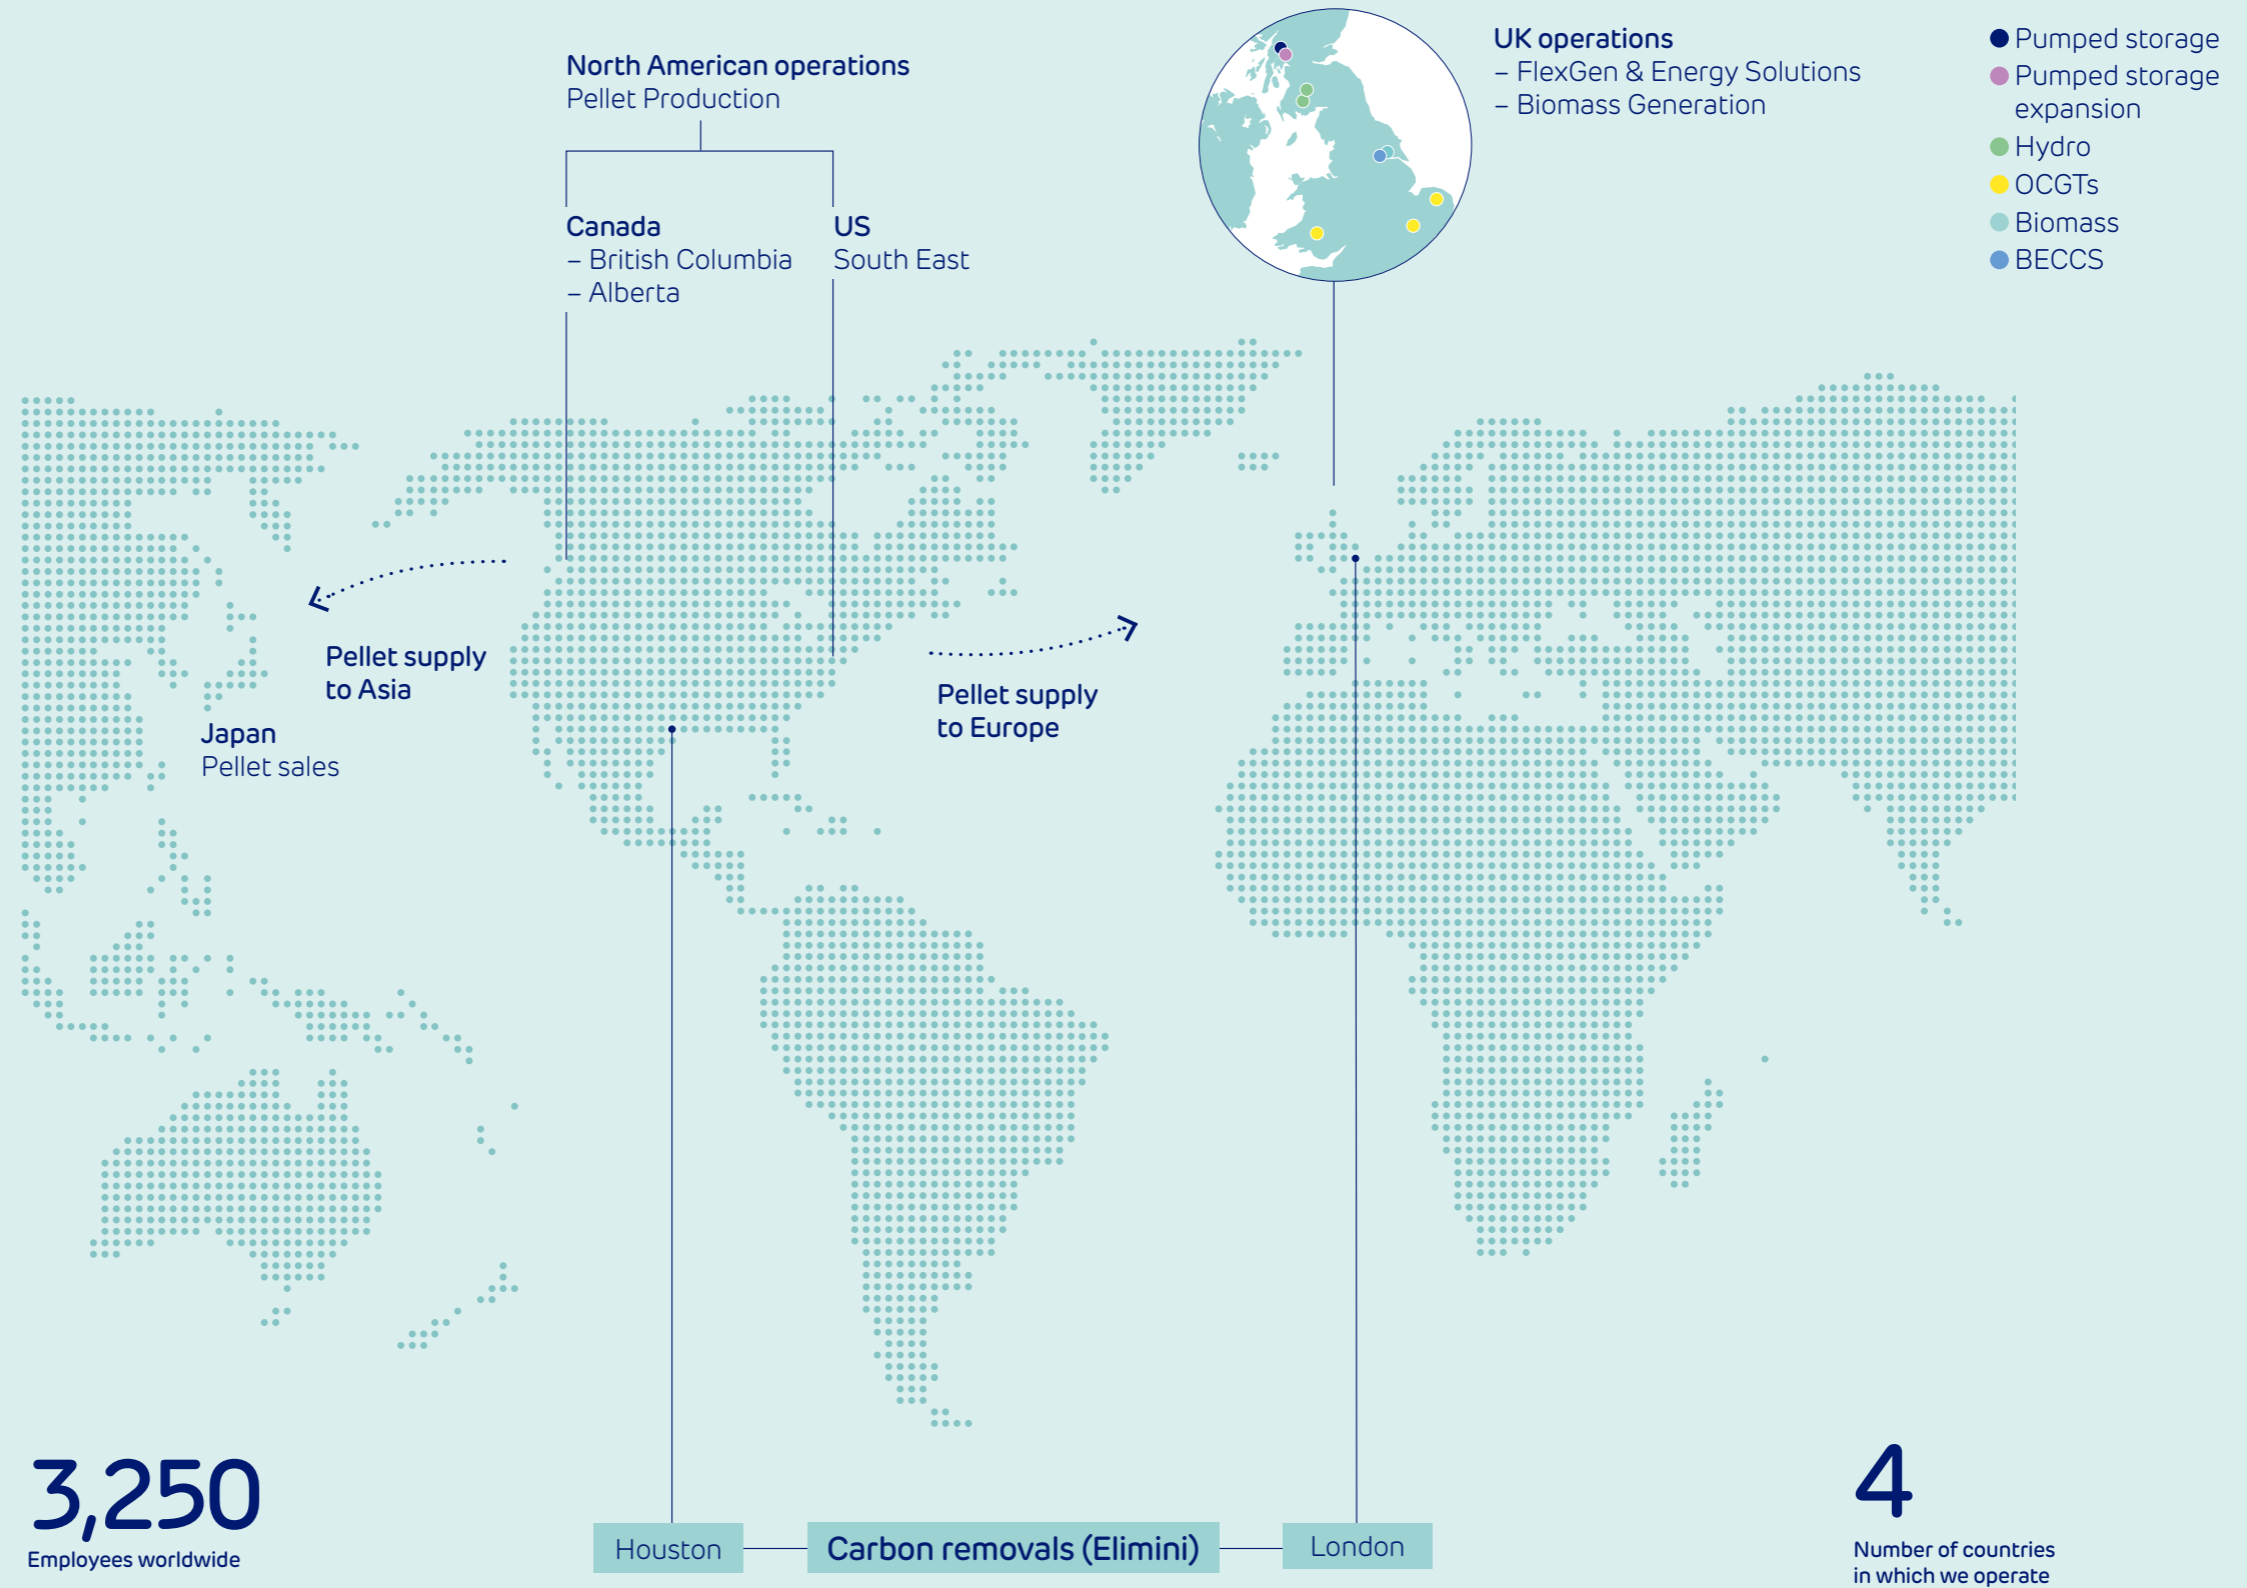 North American operations
Pellet Production
Canada
– British Columbia
– Alberta
US
South East
UK operations
– FlexGen & Energy Solutions
– Biomass Generation
Pumped storage
Pumped storage
expansion
Hydro
OCGTs
Biomass
BECCS
Pellet supply
to Asia
Japan
Pellet sales
Pellet supply
to Europe
3,250
Employees worldwide
Houston
Carbon removals (Elimini)
London
4
Number of countries
in which we operate